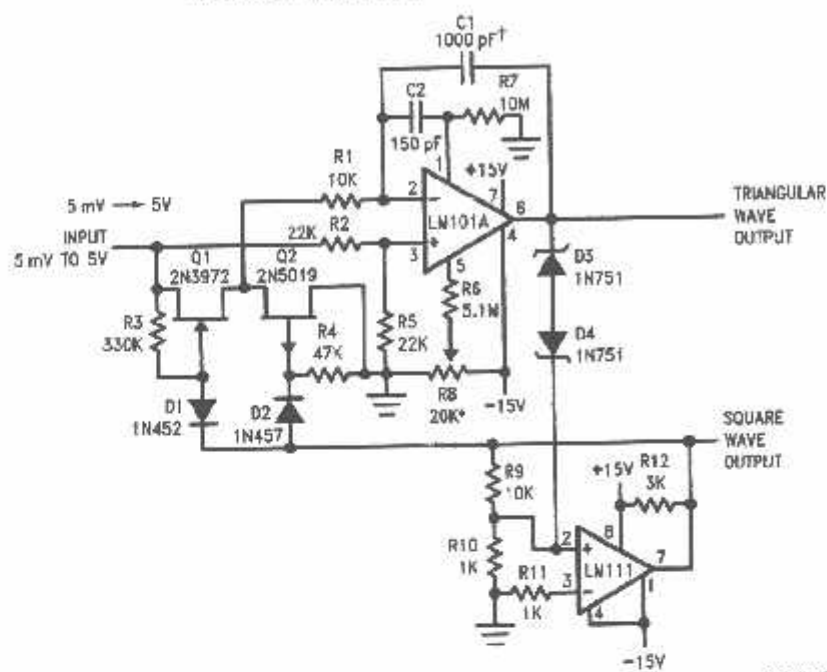 C1
1000 pF†
C2
150 pF
R7
10M
R1
10K
+15V
5 mV → 5V
INPUT
5 mV TO 5V
22K
R2
1
2
−
7
LM101A
6
3
+
4
5
TRIANGULAR
WAVE
OUTPUT
Q1
2N3972
Q2
2N5019
R3
330K
R4
47K
R5
22K
R6
5.1M
R8
20K*
−15V
D3
1N751
D4
1N751
D1
1N452
D2
1N457
SQUARE
WAVE
OUTPUT
R9
10K
+15V
R12
3K
R10
1K
R11
1K
2
+
8
LM111
7
3
−
1
4
−15V